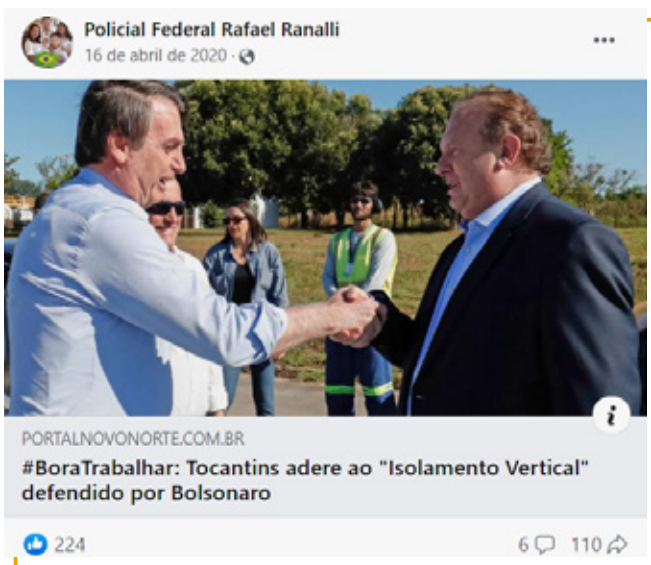 Policial Federal Rafael Ranalli
16 de abril de 2020 ·
PORTALNOVONORTE.COM.BR
#BoraTrabalhar: Tocantins adere ao "Isolamento Vertical"
defendido por Bolsonaro
224
6 110